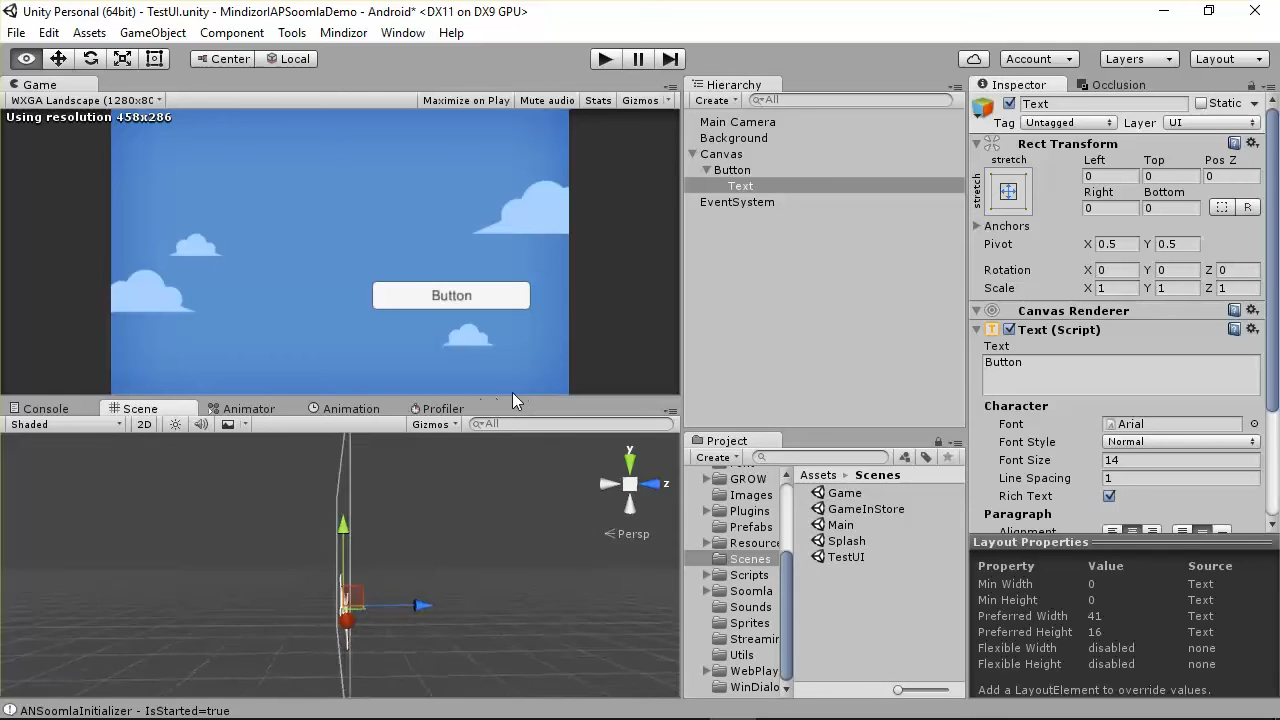 Unity Personal (64bit) - TestUI.unity - MindizorIAPSoomlaDemo - Android* <DX11 on DX9 GPU>
File Edit Assets GameObject Component Tools Mindizor Window Help
Center Local Account Layers Layout
Game
WXGA Landscape (1280x80 Maximize on Play Mute audio Stats Gizmos
Using resolution 458x286
Button
Console Scene Animator Animation Profiler
Shaded 2D Gizmos All
y
z
Persp
Hierarchy
Create All
Main Camera
Background
Canvas
Button
Text
EventSystem
Project
Create
GROW
Images
Plugins
Prefabs
Resource
Scenes
Scripts
Soomla
Sounds
Sprites
Streamin
Utils
WebPlay
WinDialo
Assets Scenes
Game
GameInStore
Main
Splash
TestUI
Inspector Occlusion
Text Static
Tag Untagged Layer UI
Rect Transform
stretch Left Top Pos Z
stretch 0 0 0
Right Bottom
0 0 R
Anchors
Pivot X 0.5 Y 0.5
Rotation X 0 Y 0 Z 0
Scale X 1 Y 1 Z 1
Canvas Renderer
T Text (Script)
Text
Button
Character
Font Arial
Font Style Normal
Font Size 14
Line Spacing 1
Rich Text
Paragraph
Alignment
Layout Properties
Property Value Source
Min Width 0 Text
Min Height 0 Text
Preferred Width 41 Text
Preferred Height 16 Text
Flexible Width disabled none
Flexible Height disabled none
Add a LayoutElement to override values.
ANSoomlaInitializer - IsStarted=true